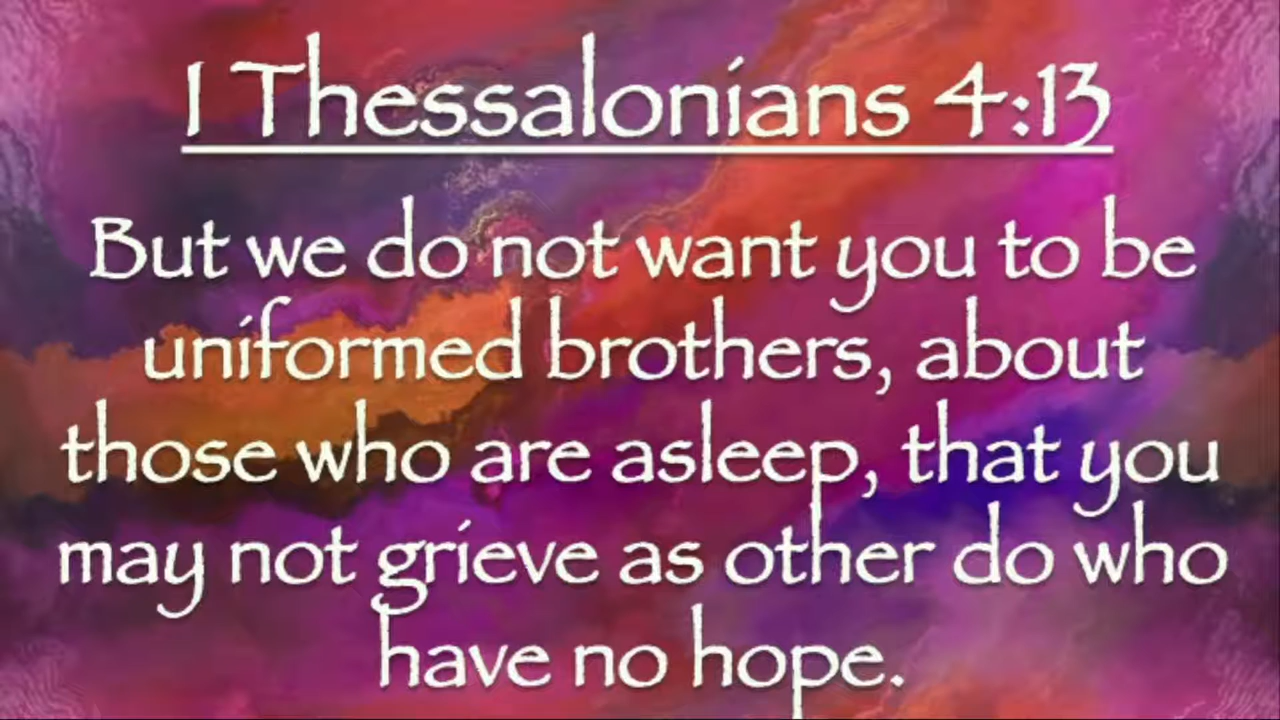 1 Thessalonians 4:13
But we do not want you to be
uniformed brothers, about
those who are asleep, that you
may not grieve as other do who
have no hope.